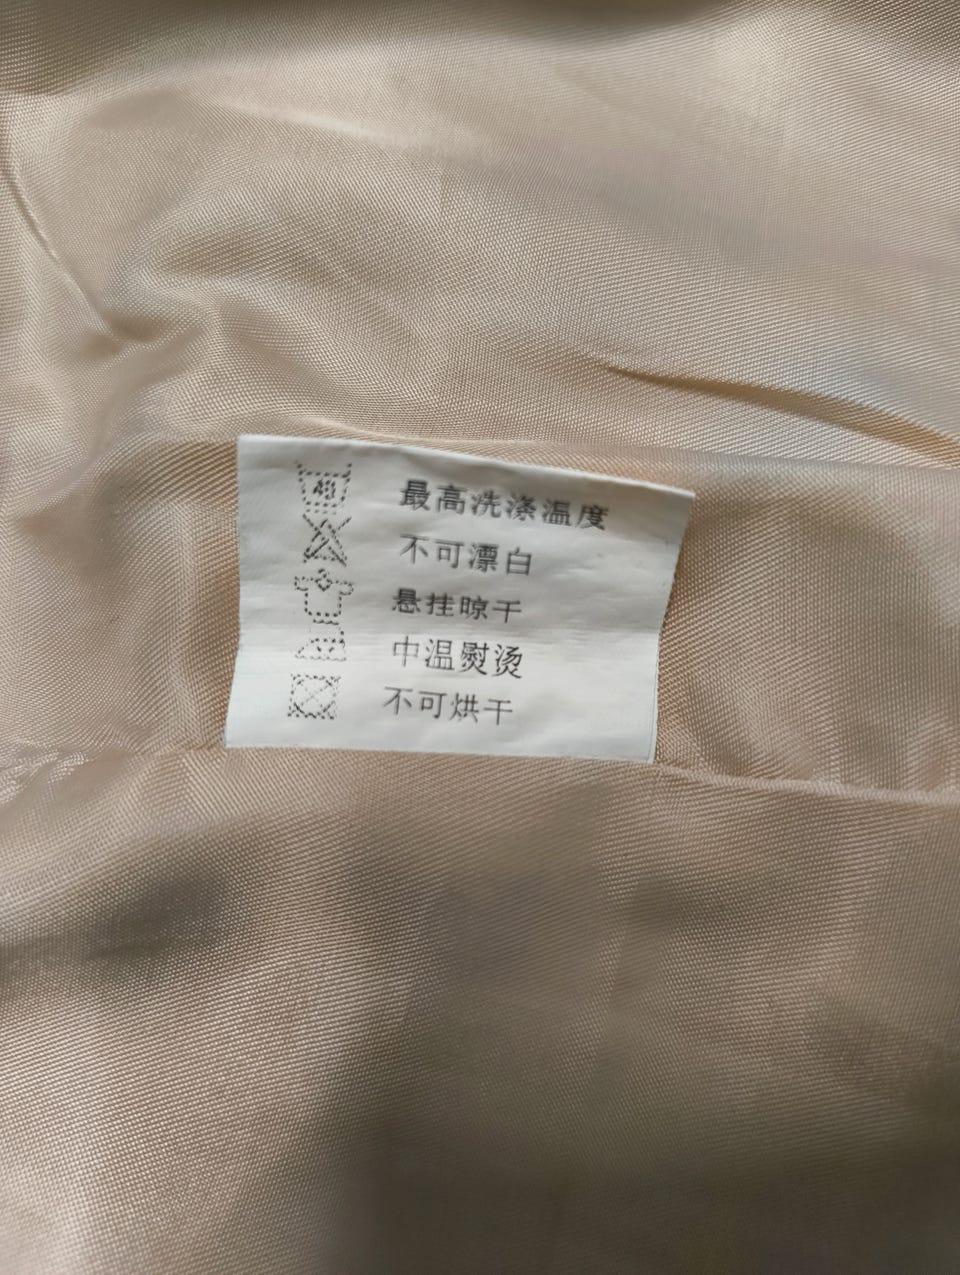 40 最高洗涤温度
不可漂白
悬挂晾干
中温熨烫
不可烘干